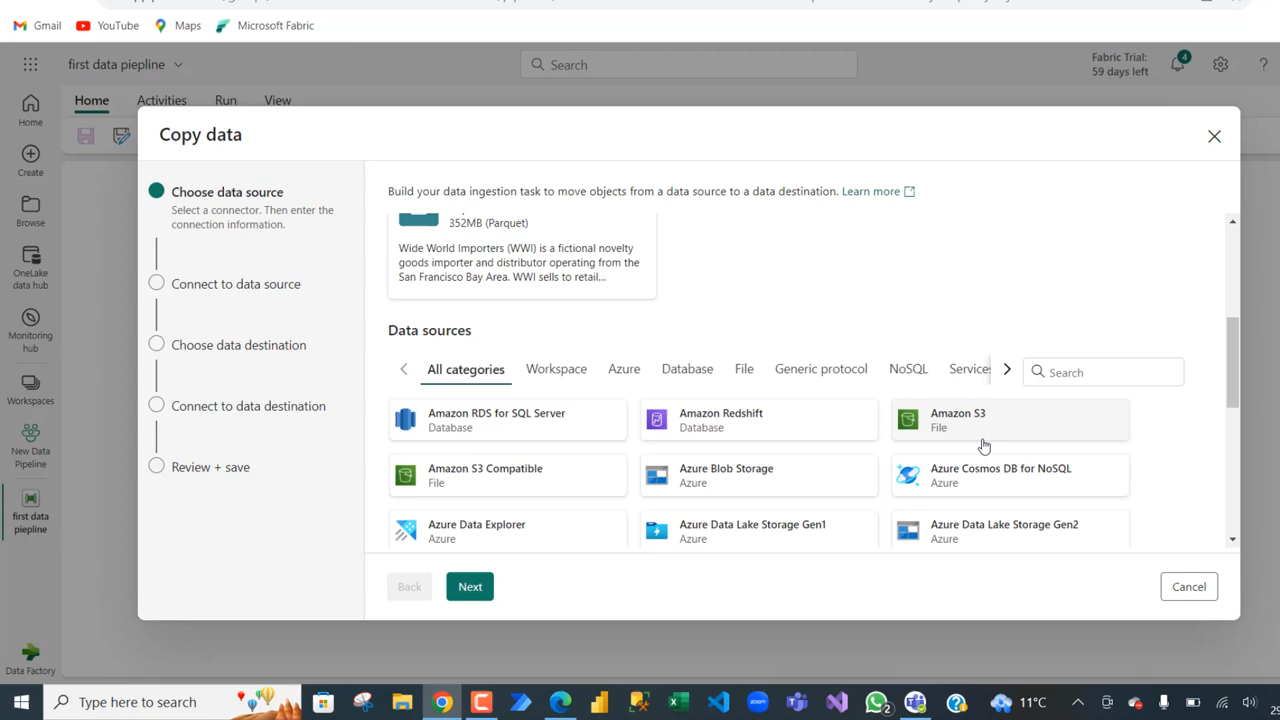 Gmail
YouTube
Maps
Microsoft Fabric
first data piepline
Search
Fabric Trial:
59 days left
4
?
Home
Activities
Run
View
Home
Create
Browse
OneLake
data hub
Monitoring
hub
Workspaces
New Data
Pipeline
first data
piepline
Data Factory
Copy data
Choose data source
Select a connector. Then enter the
connection information.
Connect to data source
Choose data destination
Connect to data destination
Review + save
Build your data ingestion task to move objects from a data source to a data destination. Learn more
352MB (Parquet)
Wide World Importers (WWI) is a fictional novelty
goods importer and distributor operating from the
San Francisco Bay Area. WWI sells to retail...
Data sources
All categories
Workspace
Azure
Database
File
Generic protocol
NoSQL
Services
Search
Amazon RDS for SQL Server
Database
Amazon Redshift
Database
Amazon S3
File
Amazon S3 Compatible
File
Azure Blob Storage
Azure
Azure Cosmos DB for NoSQL
Azure
Azure Data Explorer
Azure
Azure Data Lake Storage Gen1
Azure
Azure Data Lake Storage Gen2
Azure
Back
Next
Cancel
Type here to search
zoom
2
11°C
29